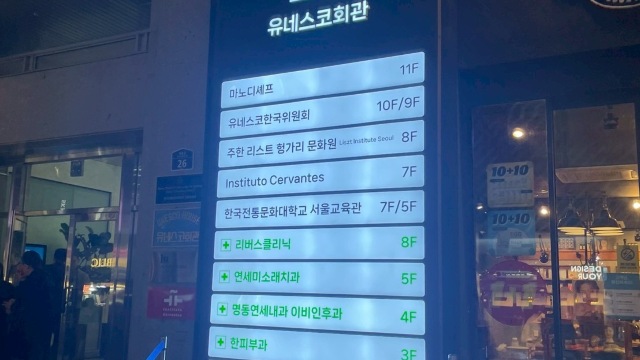 유네스코회관
마노디셰프 11F
유네스코한국위원회 10F/9F
주한 리스트 헝가리 문화원 Liszt Institute Seoul 8F
Instituto Cervantes 7F
한국전통문화대학교 서울교육관 7F/5F
리버스클리닉 8F
연세미소래치과 5F
명동연세내과 이비인후과 4F
한피부과 3F
26
10+10
10+10
DESIGN
YOUR